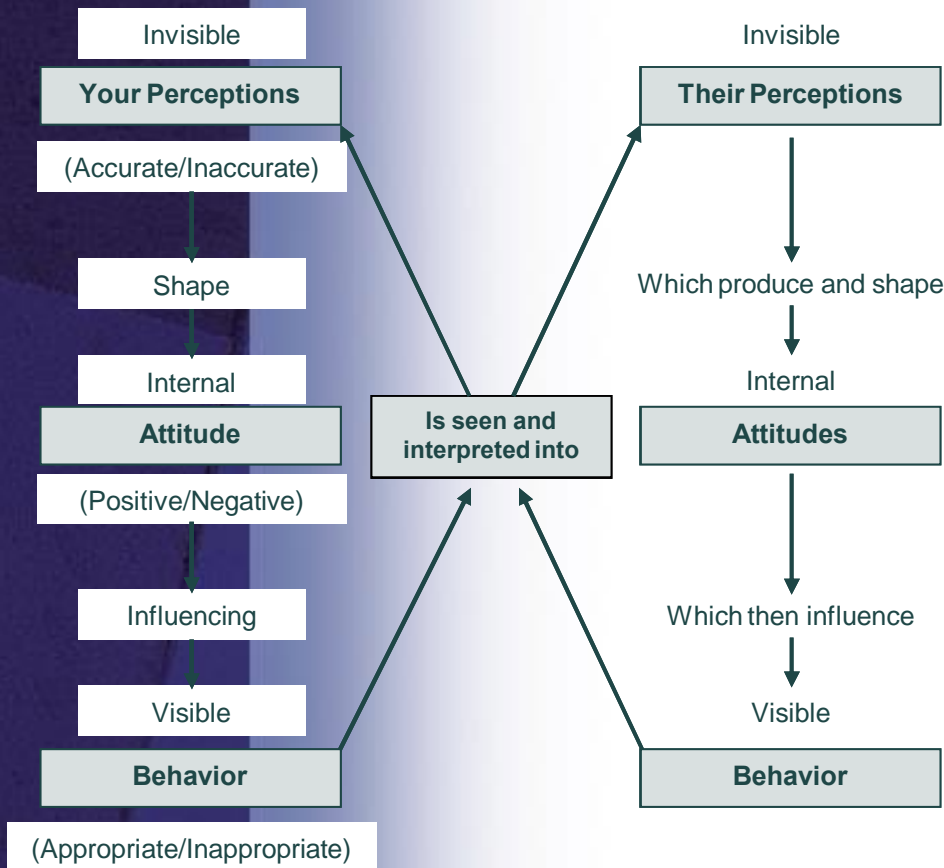 Invisible
Your Perceptions
(Accurate/Inaccurate)
Shape
Internal
Attitude
(Positive/Negative)
Influencing
Visible
Behavior
(Appropriate/Inappropriate)
Is seen and
interpreted into
Invisible
Their Perceptions
Which produce and shape
Internal
Attitudes
Which then influence
Visible
Behavior